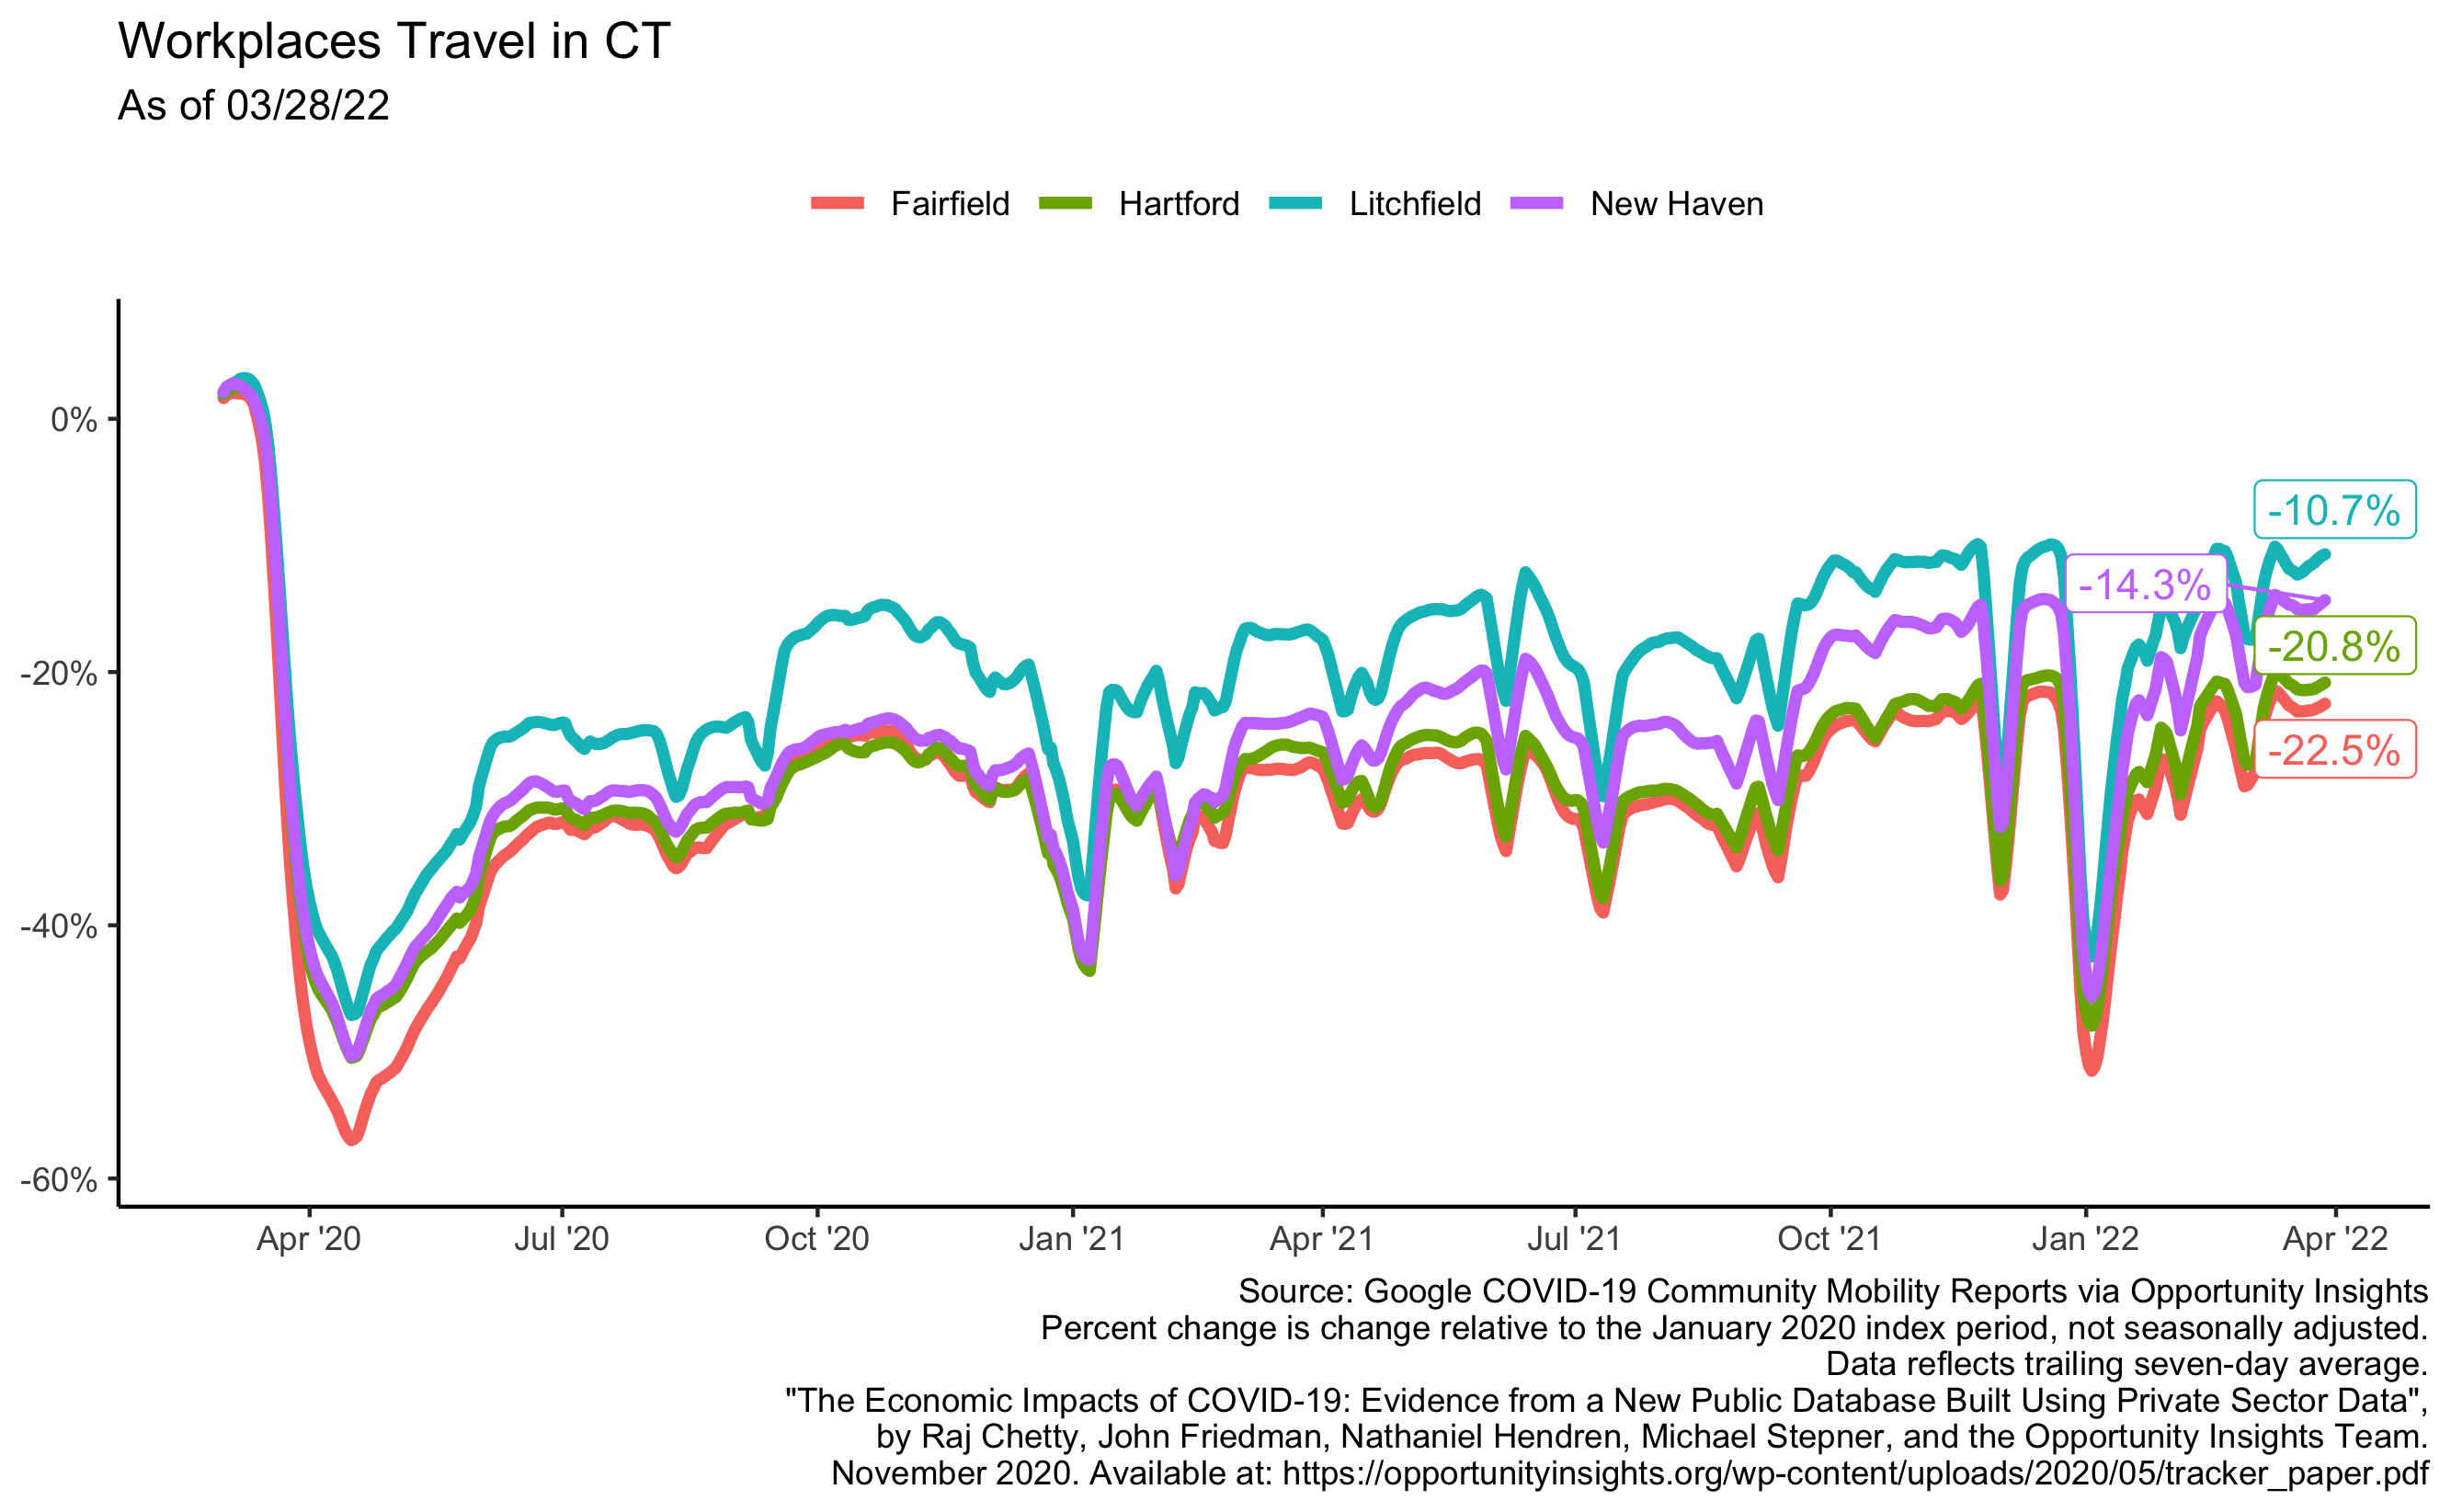 Workplaces Travel in CT
As of 03/28/22
Fairfield Hartford Litchfield New Haven
0%
-20%
-40%
-60%
-10.7%
-14.3%
-20.8%
-22.5%
Apr '20 Jul '20 Oct '20 Jan '21 Apr '21 Jul '21 Oct '21 Jan '22 Apr '22
Source: Google COVID-19 Community Mobility Reports via Opportunity Insights
Percent change is change relative to the January 2020 index period, not seasonally adjusted.
Data reflects trailing seven-day average.
"The Economic Impacts of COVID-19: Evidence from a New Public Database Built Using Private Sector Data",
by Raj Chetty, John Friedman, Nathaniel Hendren, Michael Stepner, and the Opportunity Insights Team.
November 2020. Available at: https://opportunityinsights.org/wp-content/uploads/2020/05/tracker_paper.pdf